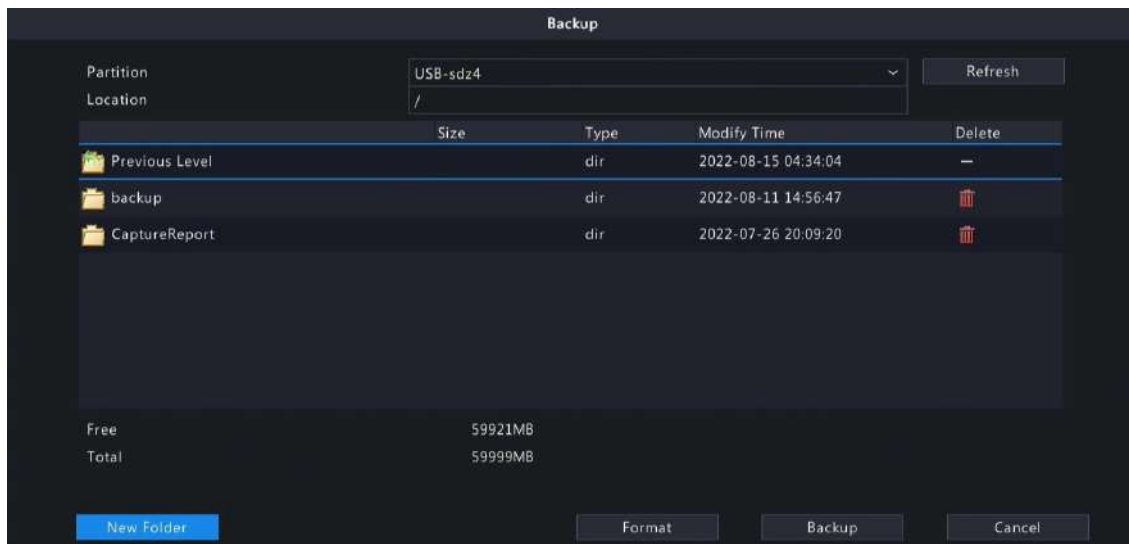 Backup
Partition USB-sdz4 Refresh
Location /
Size Type Modify Time Delete
Previous Level dir 2022-08-15 04:34:04 —
backup dir 2022-08-11 14:56:47
CaptureReport dir 2022-07-26 20:09:20
Free 59921MB
Total 59999MB
New Folder Format Backup Cancel